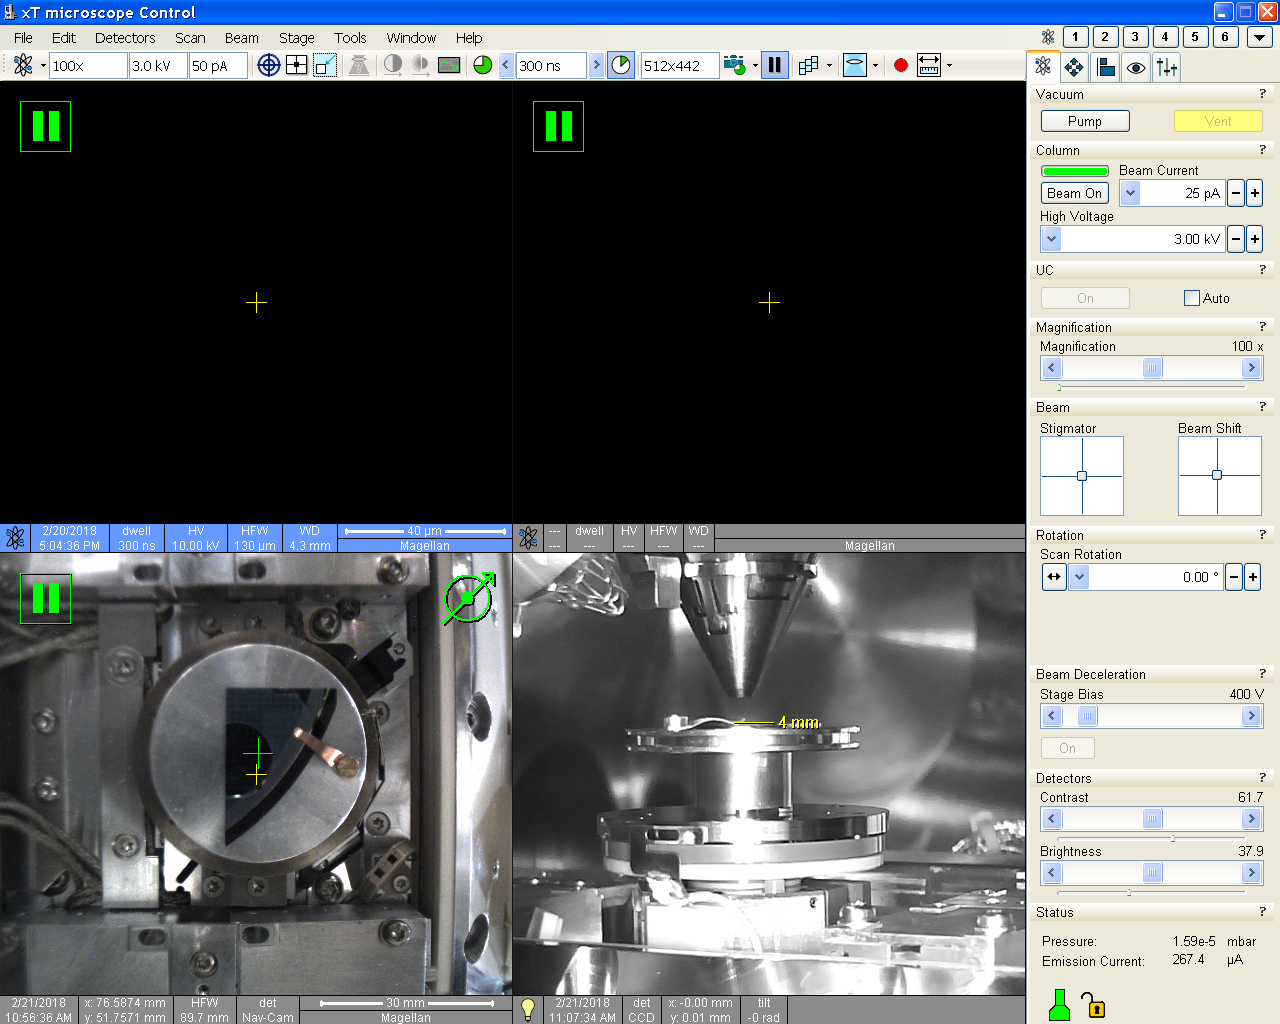 xT microscope Control
File Edit Detectors Scan Beam Stage Tools Window Help
1 2 3 4 5 6
100x 3.0 kV 50 pA 300 ns 512x442
Vacuum ?
Pump Vent
Column ?
Beam Current
Beam On 25 pA
High Voltage
3.00 kV
UC ?
On Auto
Magnification ?
Magnification 100 x
Beam ?
Stigmator Beam Shift
Rotation ?
Scan Rotation
0.00 °
Beam Deceleration ?
Stage Bias 400 V
On
Detectors ?
Contrast 61.7
Brightness 37.9
Status ?
Pressure: 1.59e-5 mbar
Emission Current: 267.4 µA
2/20/2018 dwell HV HFW WD 40 µm
5:04:36 PM 300 ns 10.00 kV 130 µm 4.3 mm Magellan
--- dwell HV HFW WD
--- --- --- --- --- Magellan
4 mm
2/21/2018 x: 76.5874 mm HFW det 30 mm
10:56:36 AM y: 51.7571 mm 89.7 mm Nav-Cam Magellan
2/21/2018 det x: -0.00 mm tilt
11:07:34 AM CCD y: 0.01 mm -0 rad